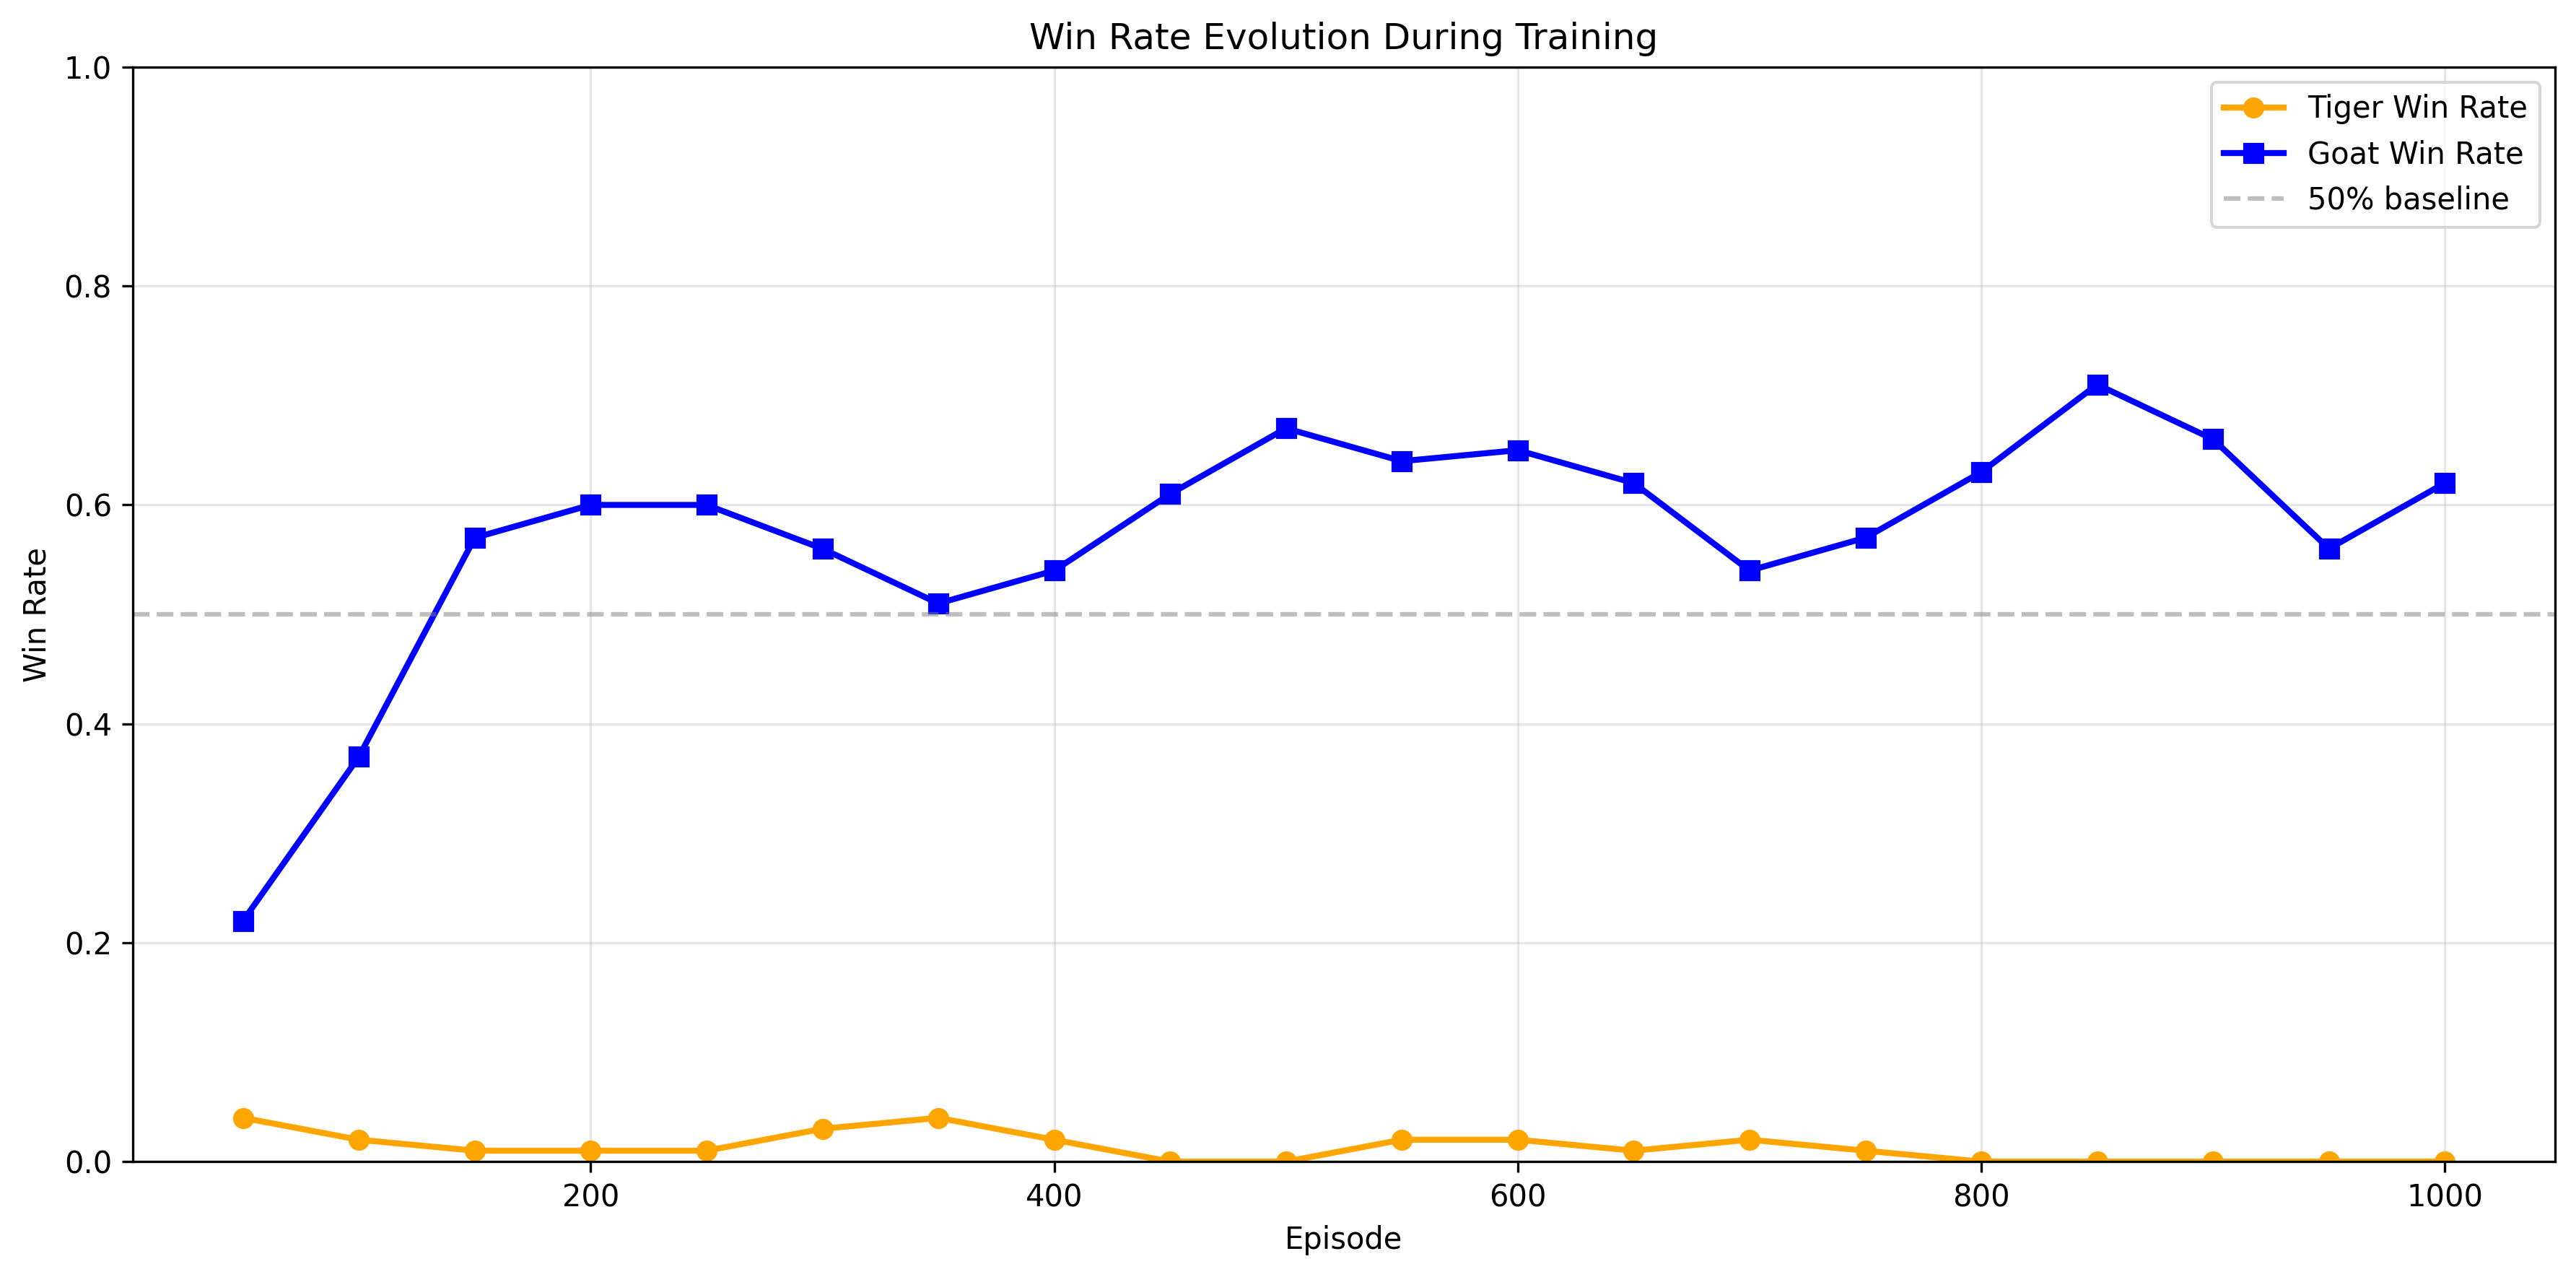 Win Rate Evolution During Training
1.0
0.8
0.6
0.4
0.2
0.0
Win Rate
Tiger Win Rate
Goat Win Rate
50% baseline
200 400 600 800 1000
Episode